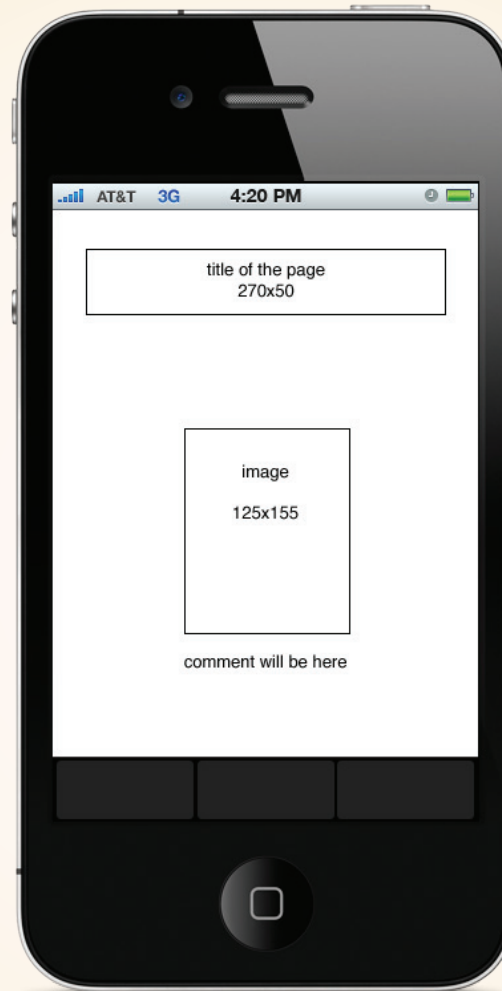 AT&T 3G 4:20 PM
title of the page
270x50
image
125x155
comment will be here